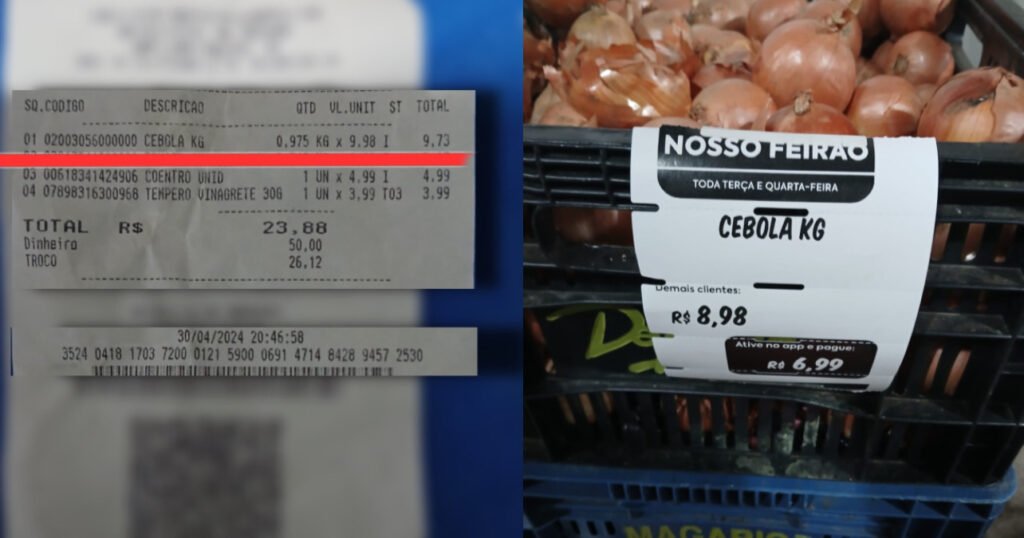 SQ.CODIGO DESCRICAO QTD VL.UNIT ST TOTAL
01 02003056000000 CEBOLA KG 0,975 KG x 9,98 I 9,73
03 00618341424906 COENTRO UNID 1 UN x 4,99 I 4,99
04 07898316300968 TEMPERO VINAGRETE 30G 1 UN x 3,99 T03 3,99
TOTAL R$ 23,88
Dinheiro 50,00
TROCO 26,12
30/04/2024 20:46:58
3524 0418 1703 7200 0121 5900 0691 4714 8428 9457 2530
NOSSO FEIRÃO
TODA TERÇA E QUARTA-FEIRA
CEBOLA KG
Demais clientes:
R$ 8,98
Ative no app e pague:
R$ 6,99